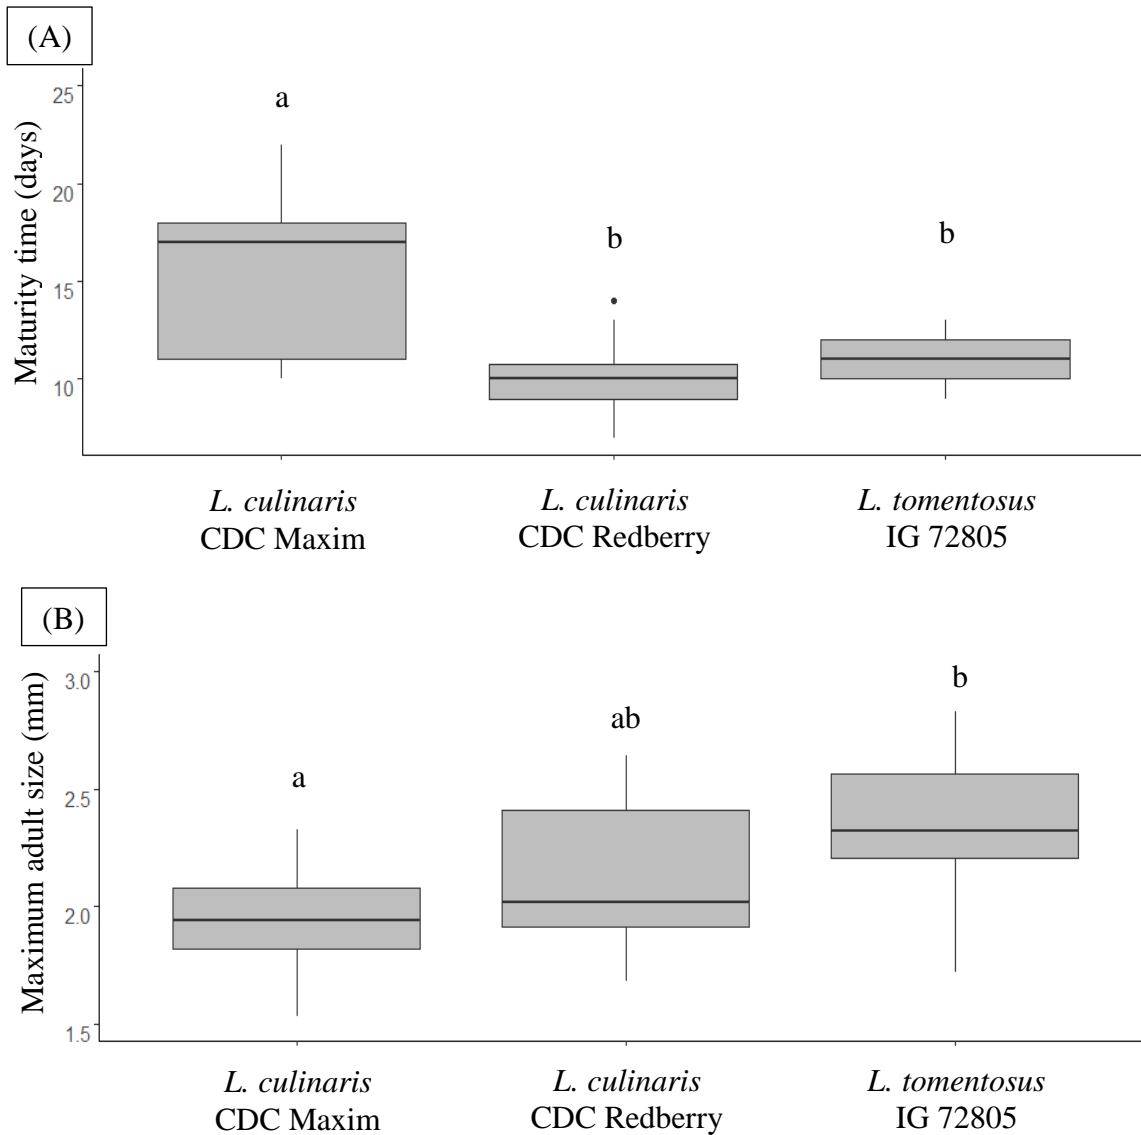 (A)
Maturity time (days)
25
20
15
10
a
b
b
L. culinaris
CDC Maxim
L. culinaris
CDC Redberry
L. tomentosus
IG 72805
(B)
Maximum adult size (mm)
3.0
2.5
2.0
1.5
a
ab
b
L. culinaris
CDC Maxim
L. culinaris
CDC Redberry
L. tomentosus
IG 72805